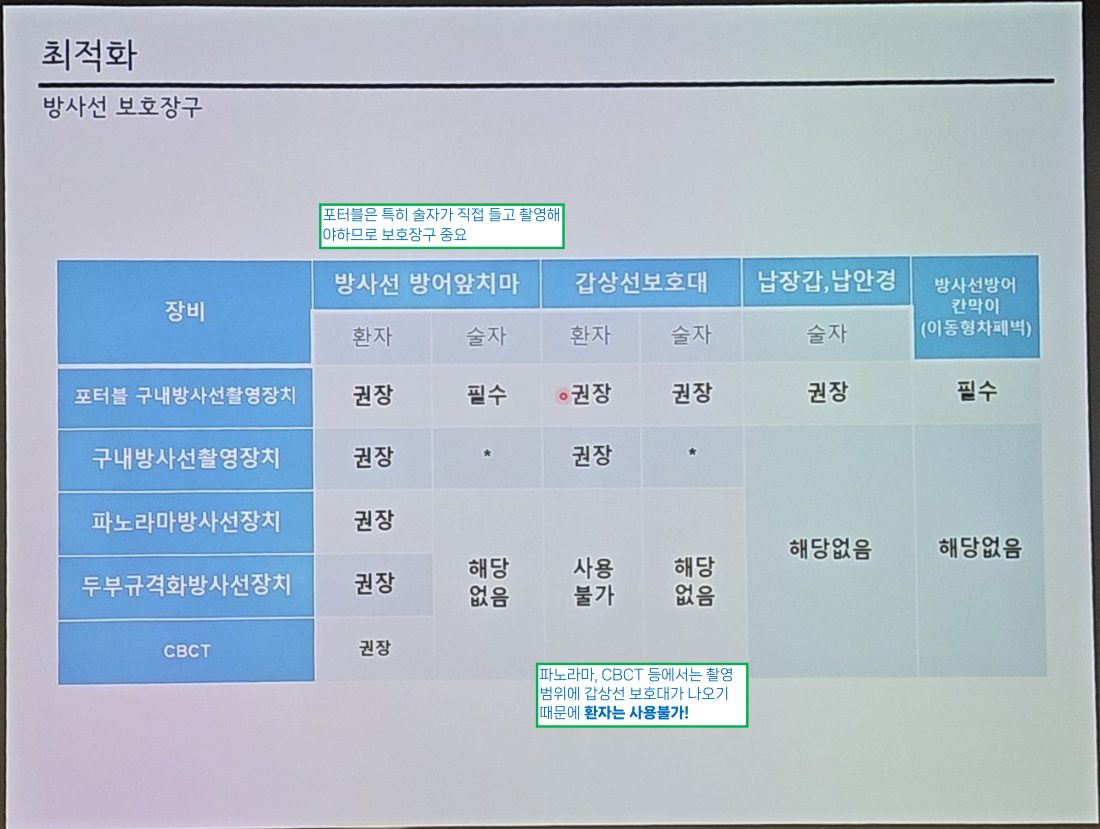 최적화
방사선 보호장구
포터블은 특히 술자가 직접 들고 촬영해
야하므로 보호장구 중요
장비
방사선 방어앞치마
갑상선보호대
납장갑,납안경
방사선방어
칸막이
(이동형차폐벽)
환자
술자
환자
술자
술자
포터블 구내방사선촬영장치
권장
필수
권장
권장
권장
필수
구내방사선촬영장치
권장
*
권장
*
해당없음
해당없음
파노라마방사선장치
권장
해당
없음
사용
불가
해당
없음
두부규격화방사선장치
권장
CBCT
권장
파노라마, CBCT 등에서는 촬영
범위에 갑상선 보호대가 나오기
때문에 환자는 사용불가!